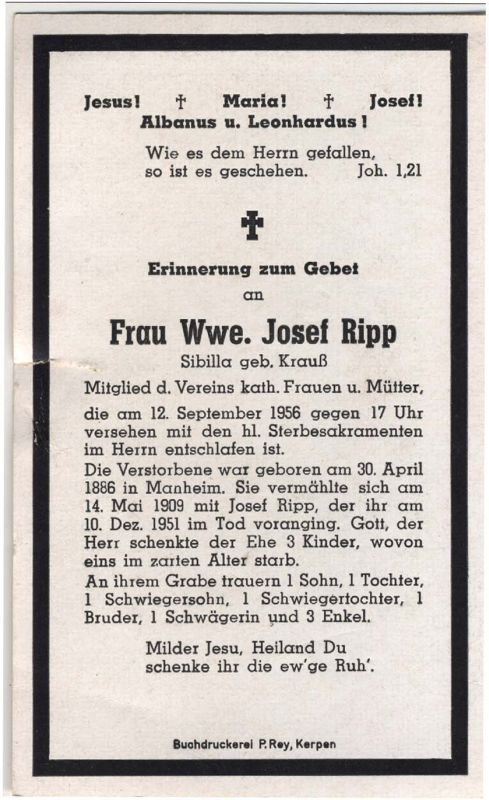 Jesus! † Maria! † Josef!
Albanus u. Leonhardus!
Wie es dem Herrn gefallen,
so ist es geschehen. Joh. 1,21
Erinnerung zum Gebet
an
Frau Wwe. Josef Ripp
Sibilla geb. Krauß
Mitglied d. Vereins kath. Frauen u. Mütter,
die am 12. September 1956 gegen 17 Uhr
versehen mit den hl. Sterbesakramenten
im Herrn entschlafen ist.
Die Verstorbene war geboren am 30. April
1886 in Manheim. Sie vermählte sich am
14. Mai 1909 mit Josef Ripp, der ihr am
10. Dez. 1951 im Tod voranging. Gott, der
Herr schenkte der Ehe 3 Kinder, wovon
eins im zarten Alter starb.
An ihrem Grabe trauern 1 Sohn, 1 Tochter,
1 Schwiegersohn, 1 Schwiegertochter, 1
Bruder, 1 Schwägerin und 3 Enkel.
Milder Jesu, Heiland Du
schenke ihr die ew'ge Ruh'.
Buchdruckerei P. Rey, Kerpen